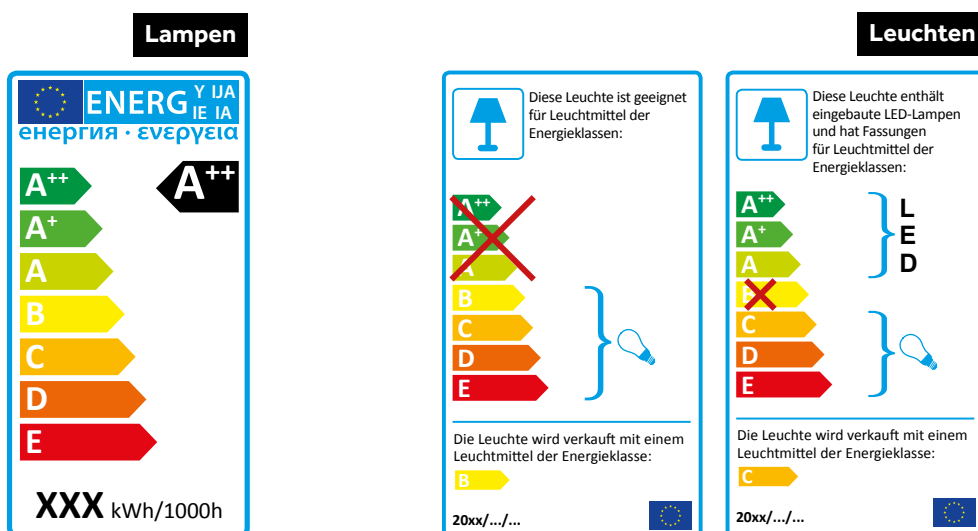 Lampen
Leuchten
ENERG Y IJA
IE IA
енергия · ενεργεια
A++
A++
A+
A
B
C
D
E
XXX kWh/1000h
Diese Leuchte ist geeignet
für Leuchtmittel der
Energieklassen:
A++
A+
A
B
C
D
E
Die Leuchte wird verkauft mit einem
Leuchtmittel der Energieklasse:
B
20xx/.../...
Diese Leuchte enthält
eingebaute LED-Lampen
und hat Fassungen
für Leuchtmittel der
Energieklassen:
A++
A+
A
L
E
D
B
C
D
E
Die Leuchte wird verkauft mit einem
Leuchtmittel der Energieklasse:
C
20xx/.../...